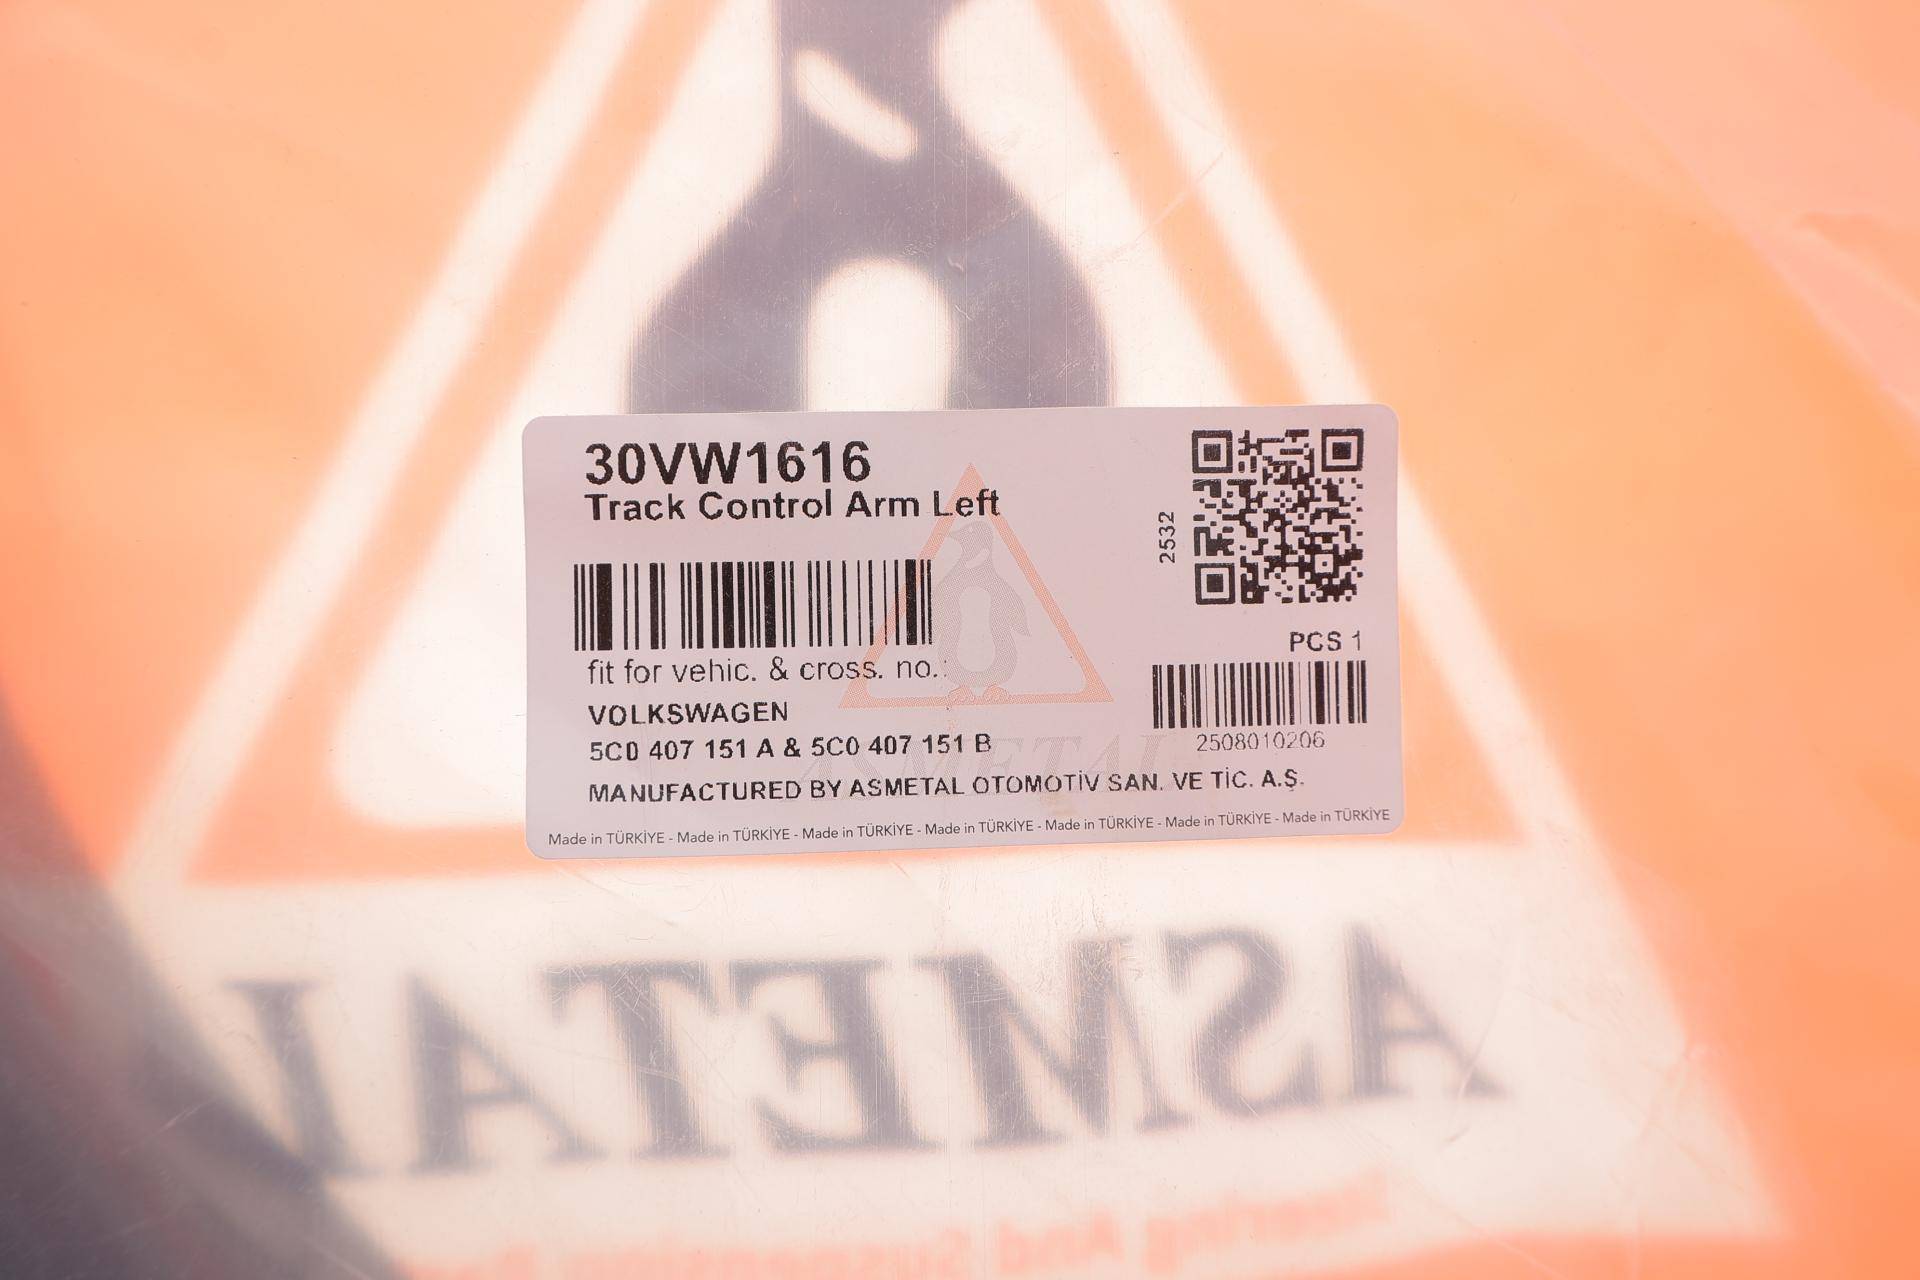 30VW1616
Track Control Arm Left
2532
PCS 1
fit for vehic. & cross. no.:
VOLKSWAGEN
5C0 407 151 A & 5C0 407 151 B
2508010206
ASMETAL
MANUFACTURED BY ASMETAL OTOMOTİV SAN. VE TİC. A.Ş.
Made in TÜRKİYE - Made in TÜRKİYE - Made in TÜRKİYE - Made in TÜRKİYE - Made in TÜRKİYE - Made in TÜRKİYE - Made in TÜRKİYE
ASMETAL
And Suspension